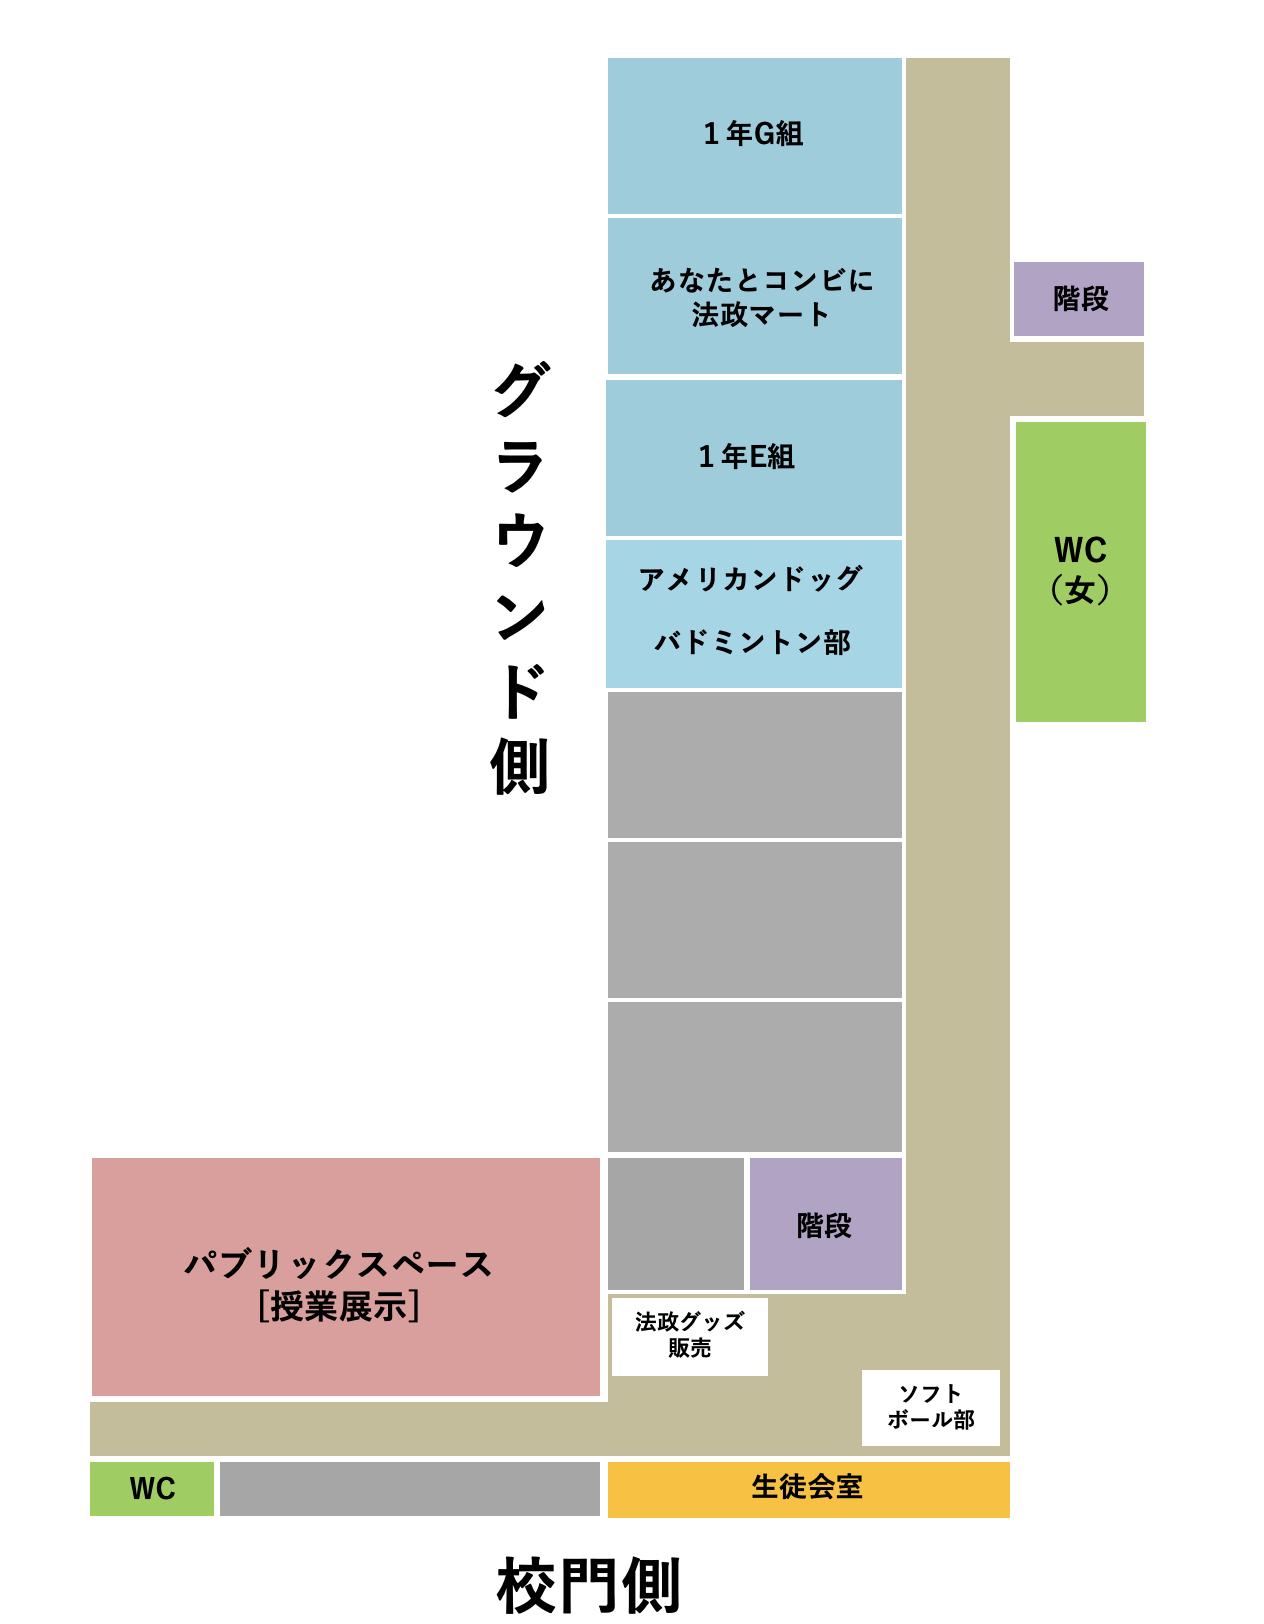 １年G組
あなたとコンビに
法政マート
階段
グラウンド側
１年E組
WC
（女）
アメリカンドッグ
バドミントン部
階段
パブリックスペース
［授業展示］
法政グッズ
販売
ソフト
ボール部
WC
生徒会室
校門側